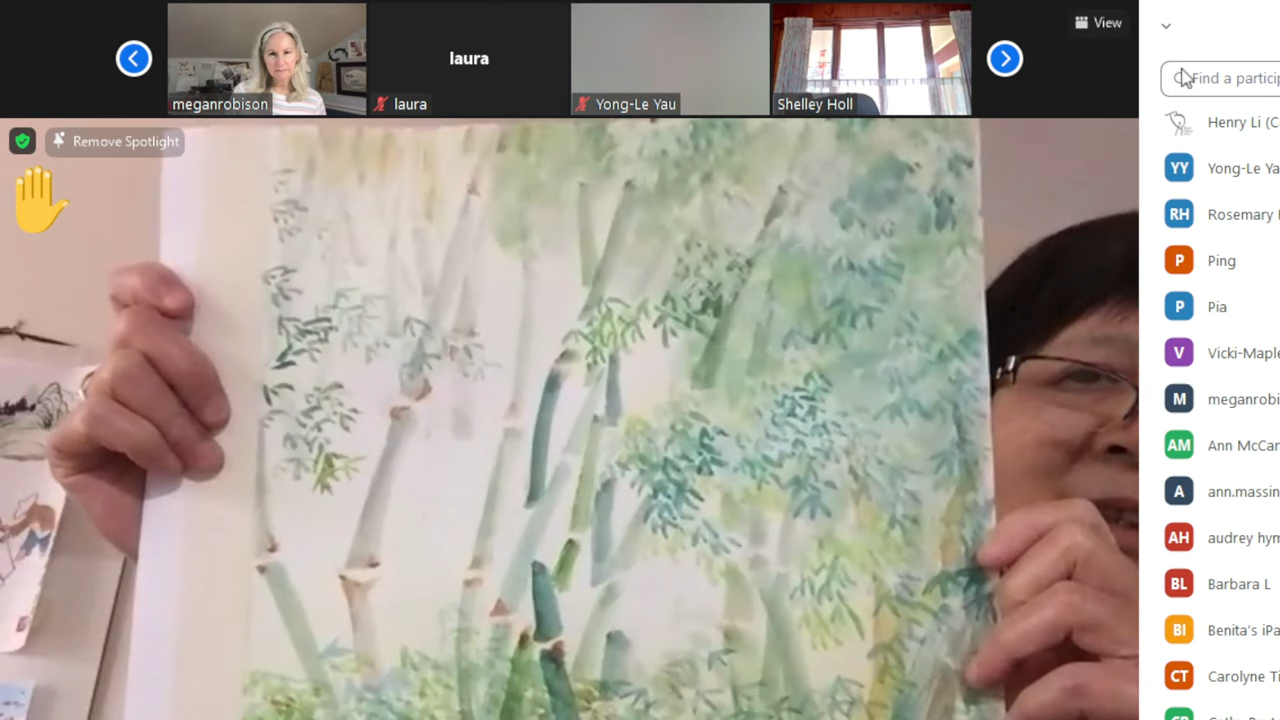 View
laura
meganrobison
laura
Yong-Le Yau
Shelley Holl
Remove Spotlight
Find a particip
Henry Li (C
YY Yong-Le Ya
RH Rosemary
P Ping
P Pia
V Vicki-Maple
M meganrobi
AM Ann McCar
A ann.massin
AH audrey hym
BL Barbara L
BI Benita's iPa
CT Carolyne Ti